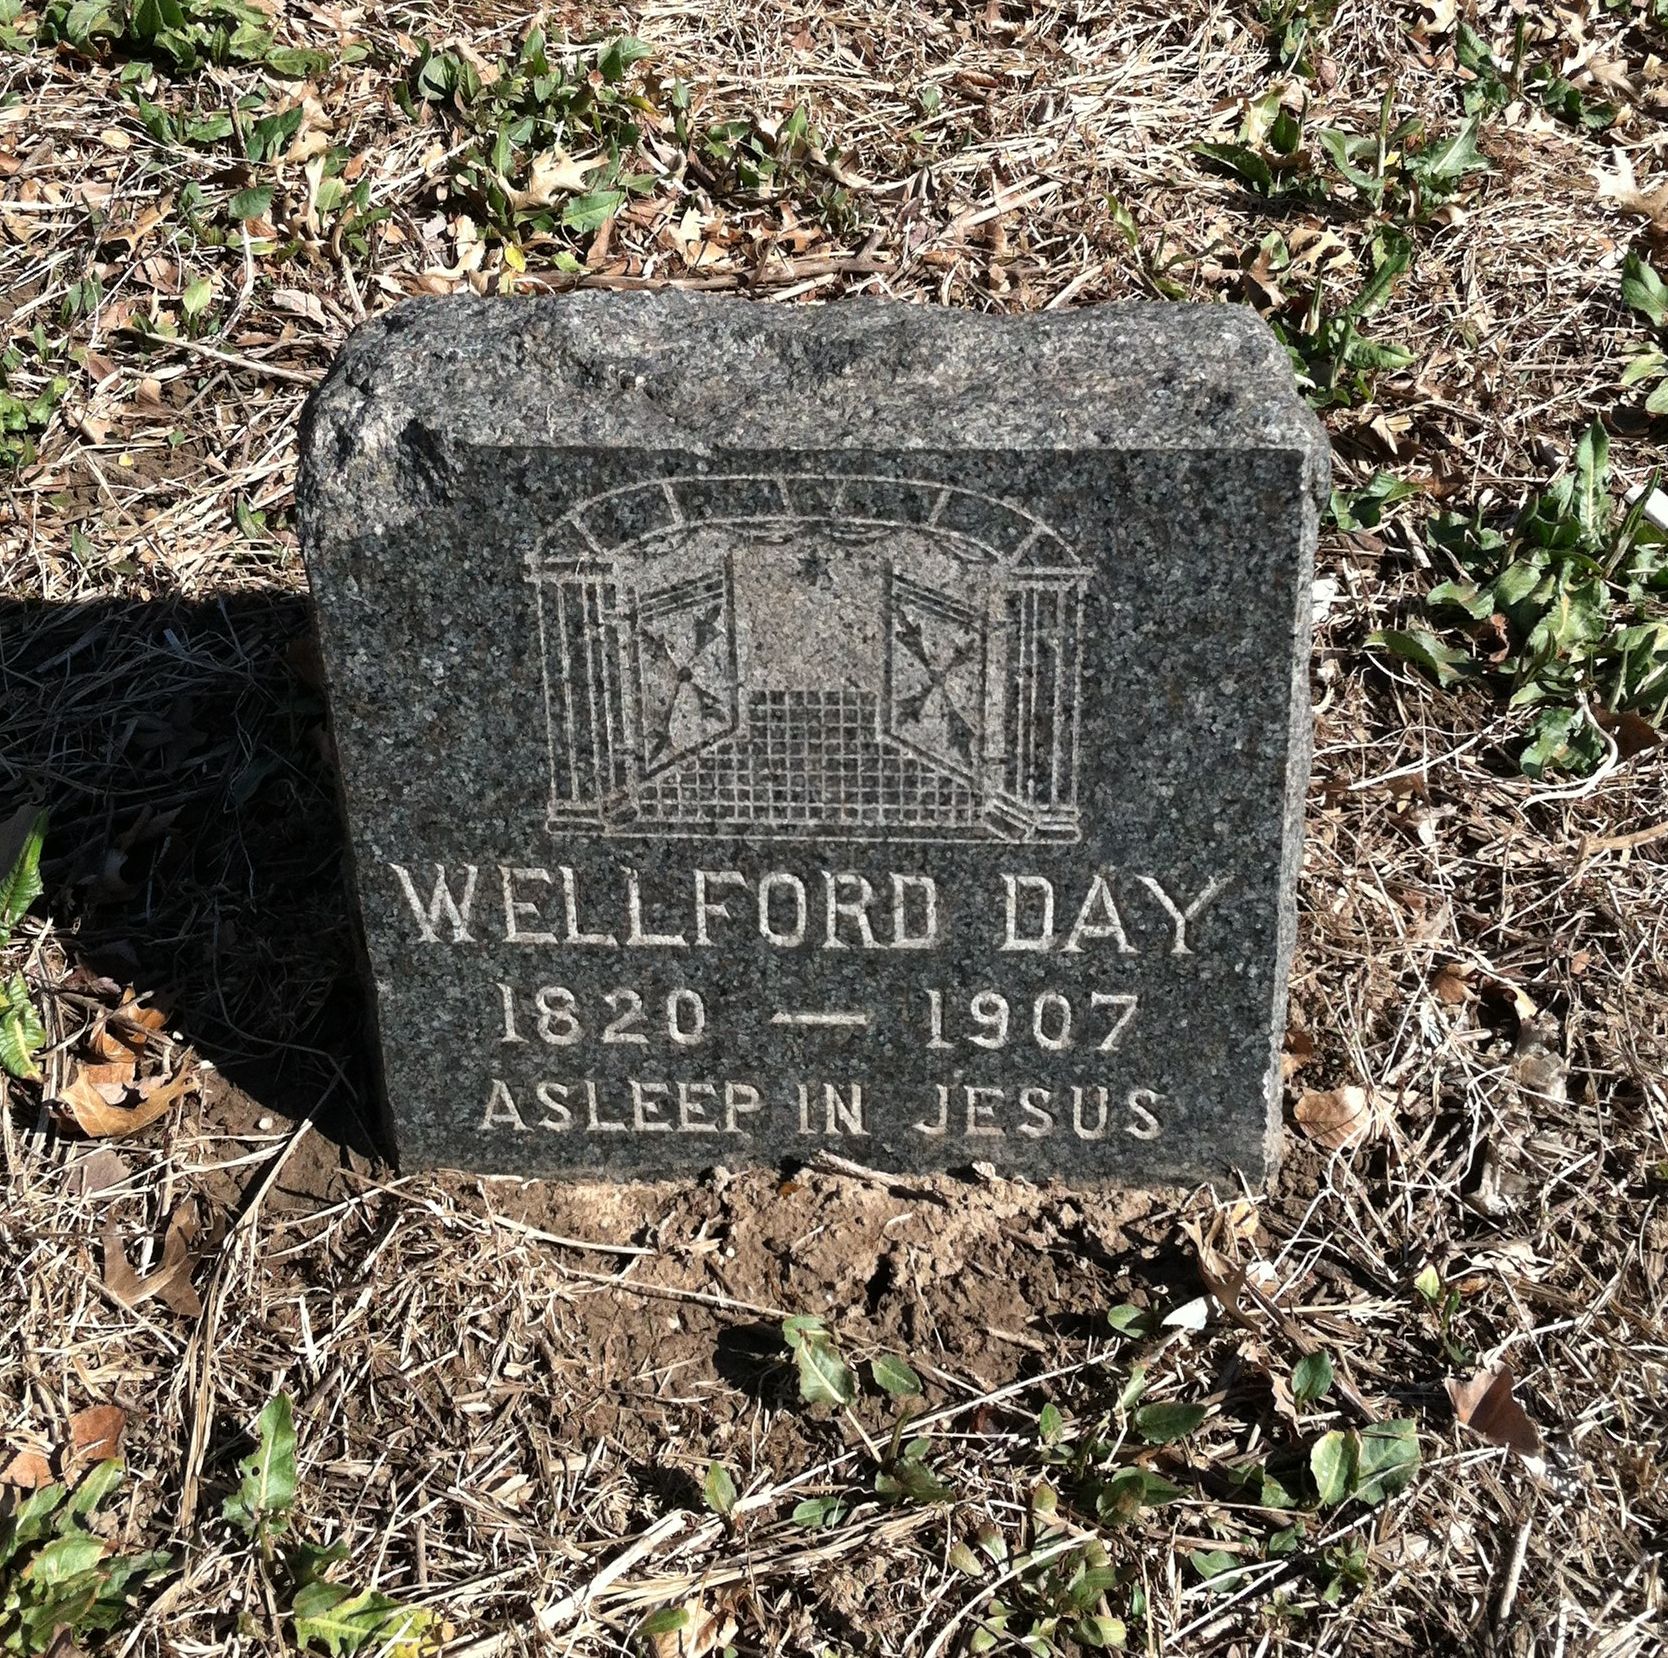 WELLFORD DAY
1820 — 1907
ASLEEP IN JESUS